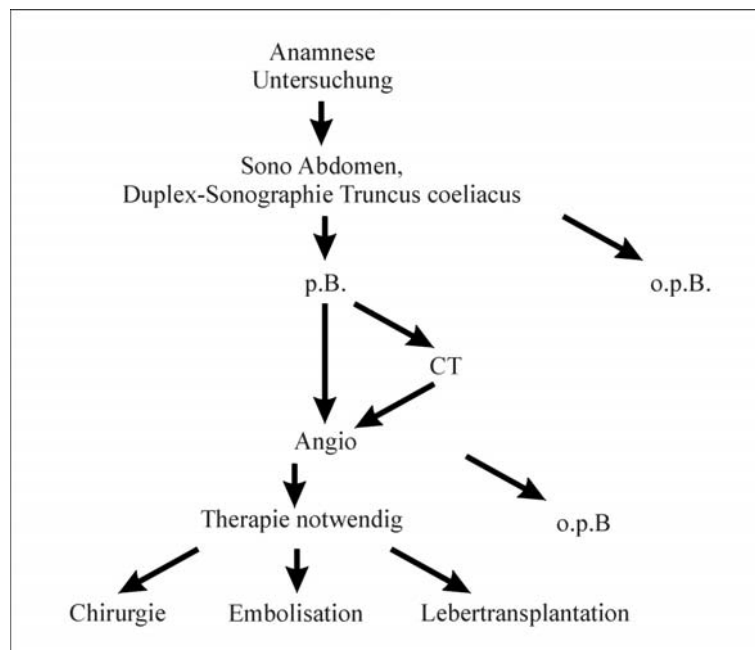 Anamnese
Untersuchung
Sono Abdomen,
Duplex-Sonographie Truncus coeliacus
p.B.
o.p.B.
CT
Angio
Therapie notwendig
o.p.B
Chirurgie
Embolisation
Lebertransplantation